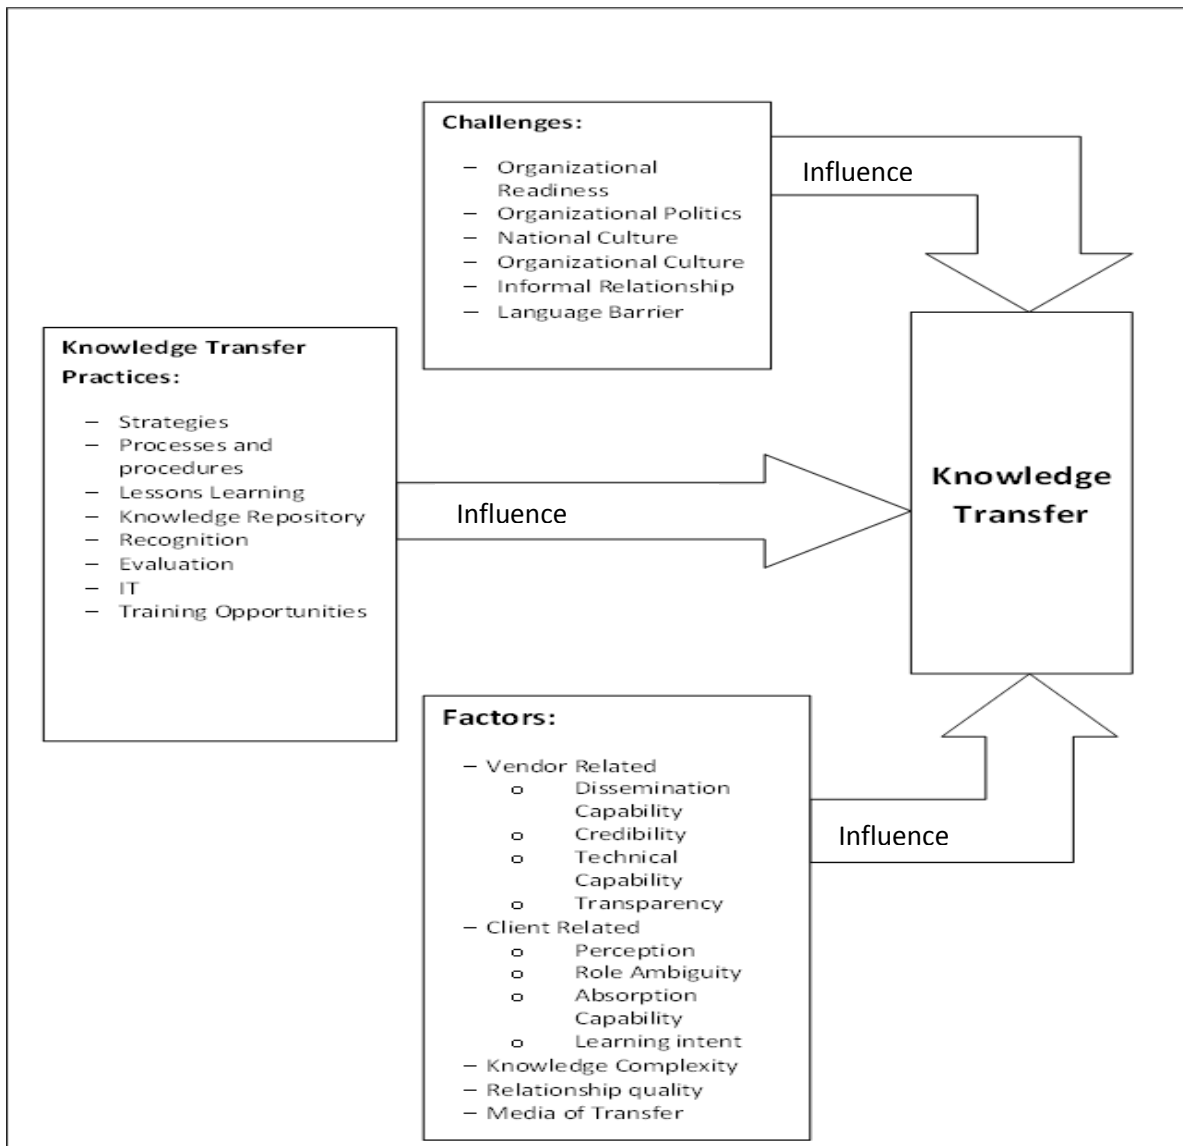 Challenges:
– Organizational
Readiness
– Organizational Politics
– National Culture
– Organizational Culture
– Informal Relationship
– Language Barrier
Influence
Knowledge Transfer
Practices:
– Strategies
– Processes and
procedures
– Lessons Learning
– Knowledge Repository
– Recognition
– Evaluation
– IT
– Training Opportunities
Influence
Knowledge
Transfer
Factors:
– Vendor Related
o Dissemination
Capability
o Credibility
o Technical
Capability
o Transparency
– Client Related
o Perception
o Role Ambiguity
o Absorption
Capability
o Learning intent
– Knowledge Complexity
– Relationship quality
– Media of Transfer
Influence